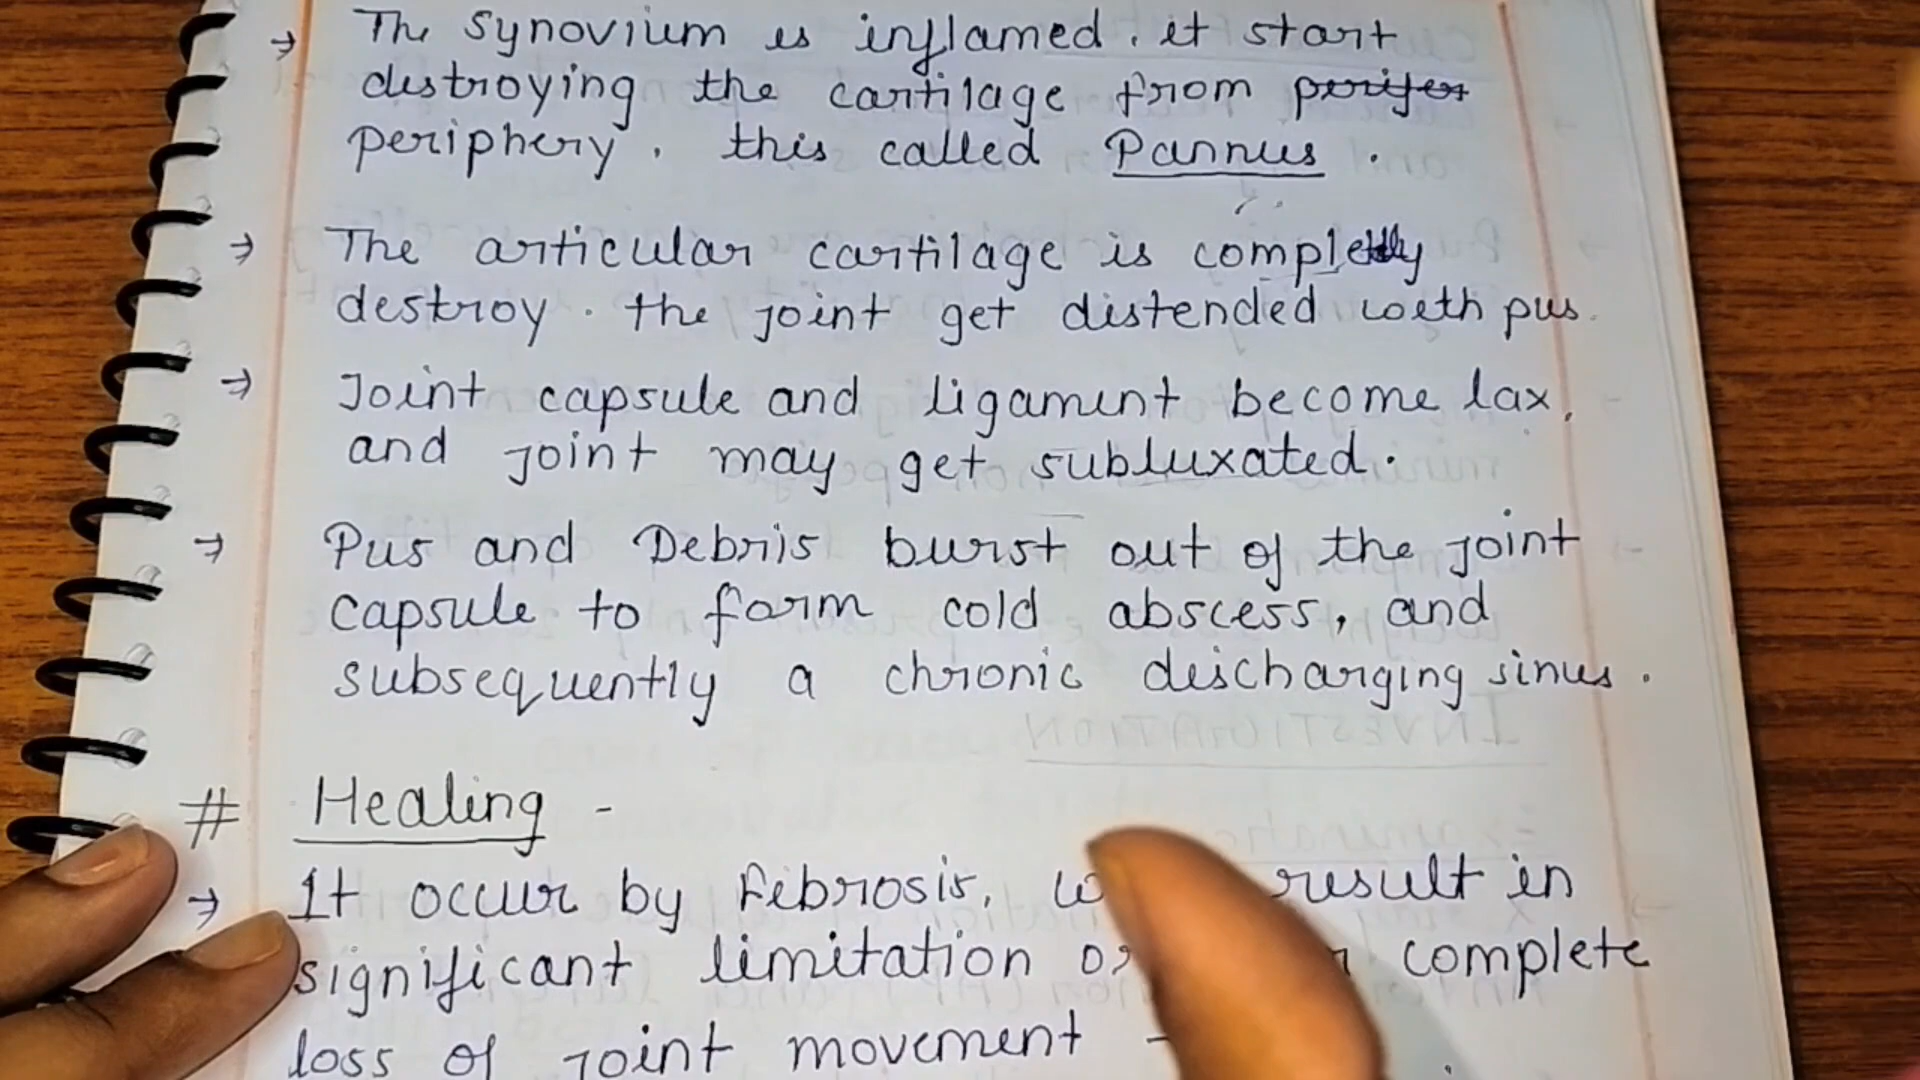 → The synovium is inflamed. it start
destroying the cartilage from perifer
periphery. this called Pannus.
→ The articular cartilage is completly
destroy. the joint get distended with pus.
→ Joint capsule and ligament become lax,
and joint may get subluxated.
→ Pus and Debris burst out of the joint
capsule to form cold abscess, and
subsequently a chronic discharging sinus.
# Healing -
→ It occur by Fibrosis, result in
significant limitation complete
loss of joint movement -
INVESTIGATION